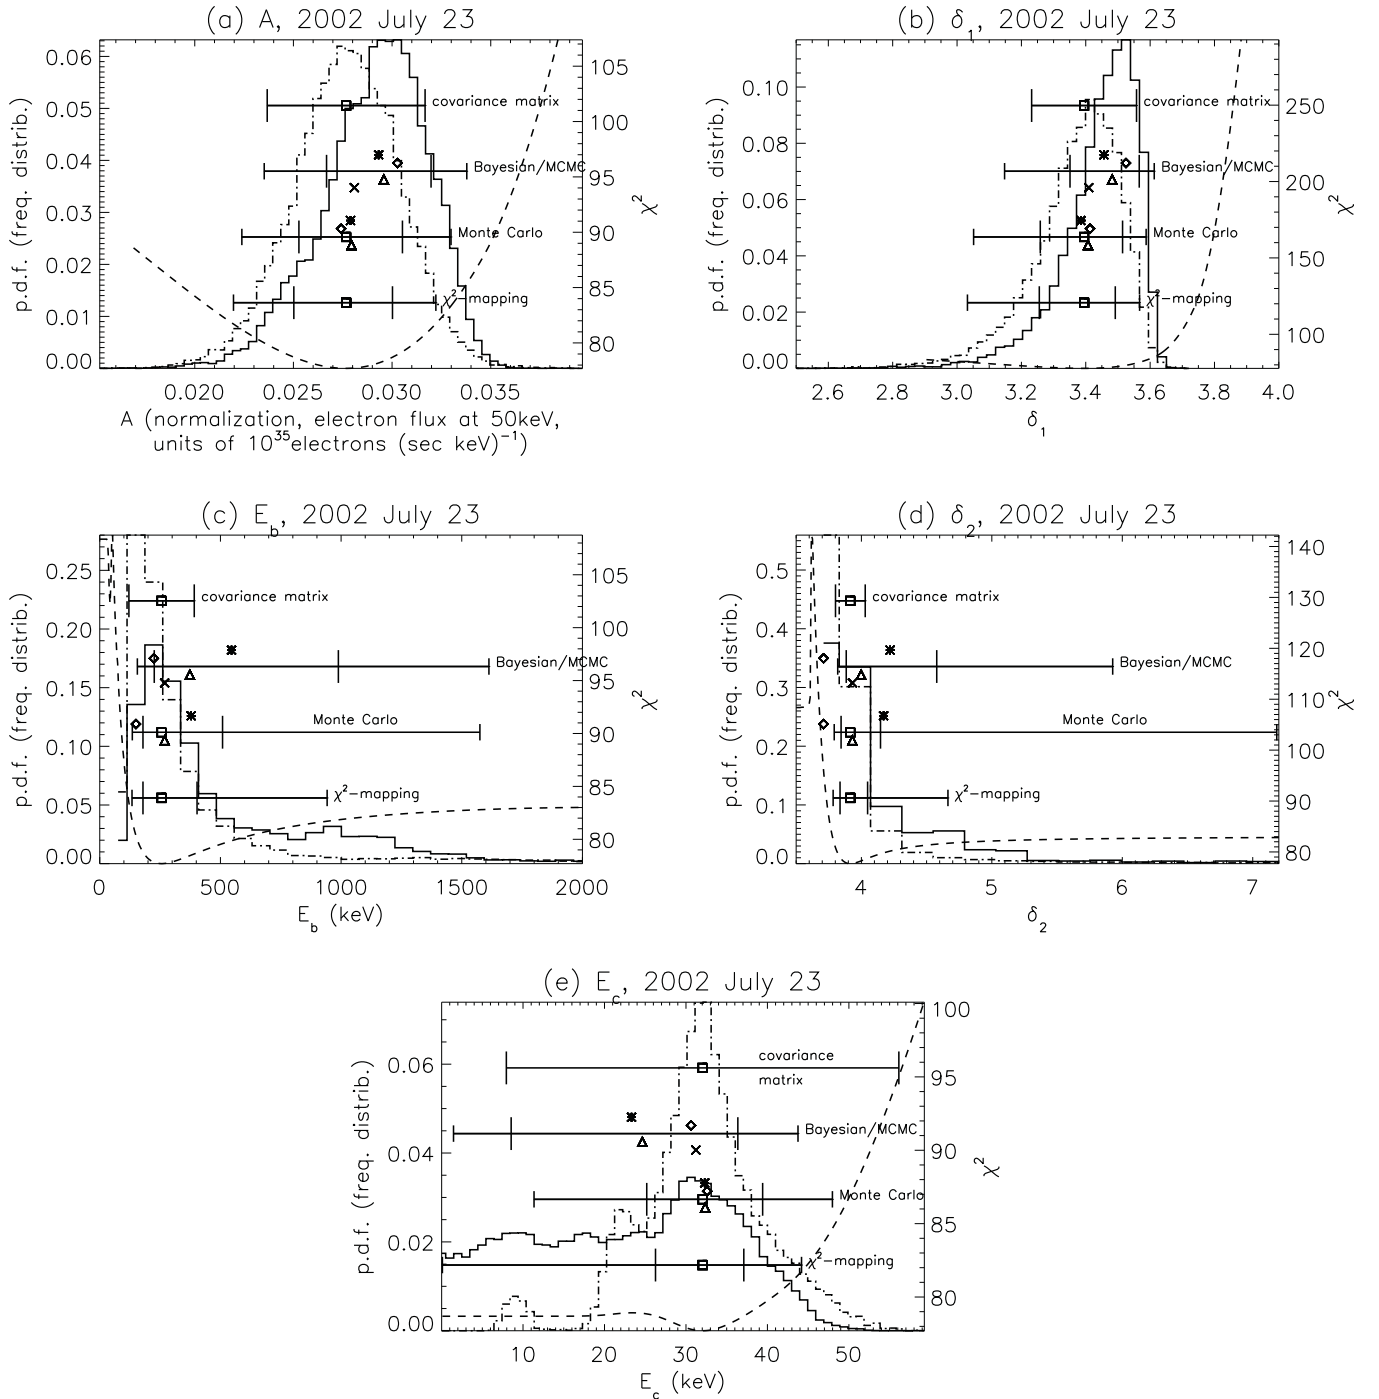 (a) A, 2002 July 23
p.d.f. (freq. distrib.)
0.06
0.05
0.04
0.03
0.02
0.01
0.00
105
100
95
90
85
80
χ²
covariance matrix
Bayesian/MCMC
Monte Carlo
χ²-mapping
0.020 0.025 0.030 0.035
A (normalization, electron flux at 50keV,
units of 10³⁵electrons (sec keV)⁻¹)
(b) δ₁, 2002 July 23
p.d.f. (freq. distrib.)
0.10
0.08
0.06
0.04
0.02
0.00
250
200
150
100
χ²
covariance matrix
Bayesian/MCMC
Monte Carlo
χ²-mapping
2.6 2.8 3.0 3.2 3.4 3.6 3.8 4.0
δ₁
(c) E_b, 2002 July 23
p.d.f. (freq. distrib.)
0.25
0.20
0.15
0.10
0.05
0.00
105
100
95
90
85
80
χ²
covariance matrix
Bayesian/MCMC
Monte Carlo
χ²-mapping
0 500 1000 1500 2000
E_b (keV)
(d) δ₂, 2002 July 23
p.d.f. (freq. distrib.)
0.5
0.4
0.3
0.2
0.1
0.0
140
130
120
110
100
90
80
χ²
covariance matrix
Bayesian/MCMC
Monte Carlo
χ²-mapping
4 5 6 7
δ₂
(e) E_c, 2002 July 23
p.d.f. (freq. distrib.)
0.06
0.04
0.02
0.00
100
95
90
85
80
χ²
covariance
matrix
Bayesian/MCMC
Monte Carlo
χ²-mapping
10 20 30 40 50
E_c (keV)